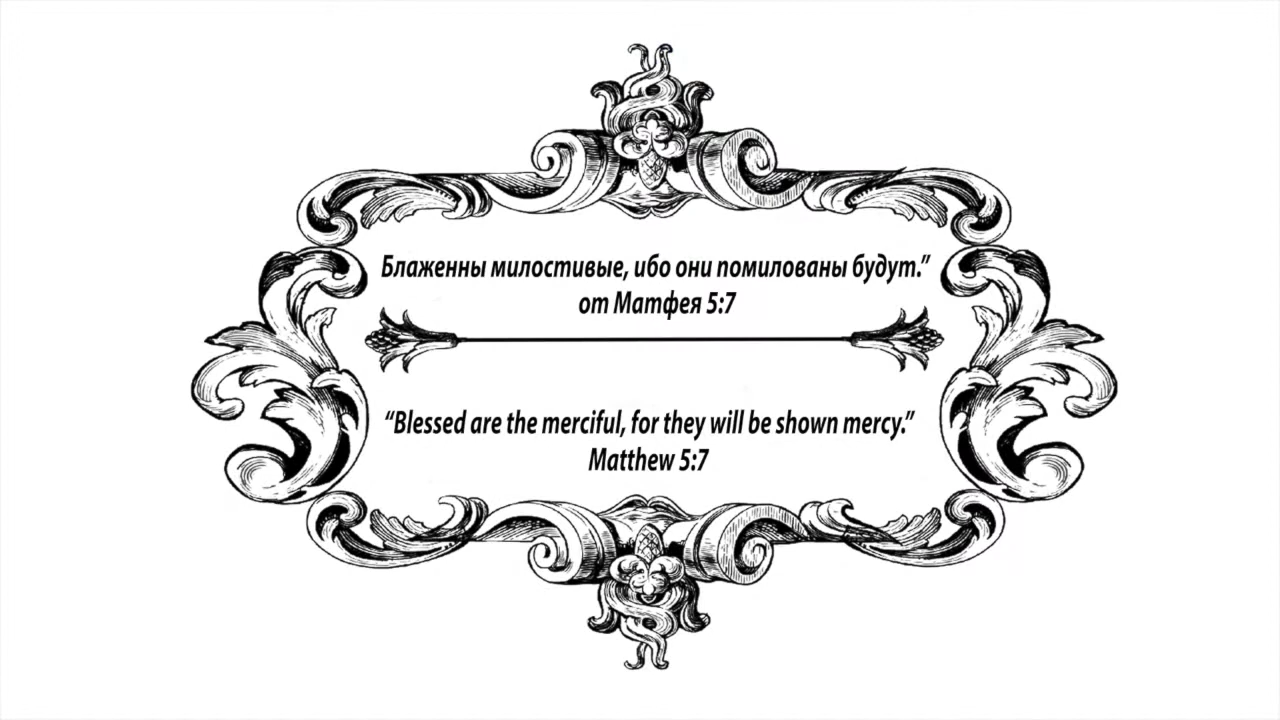 Блаженны милостивые, ибо они помилованы будут.”
от Матфея 5:7
“Blessed are the merciful, for they will be shown mercy.”
Matthew 5:7